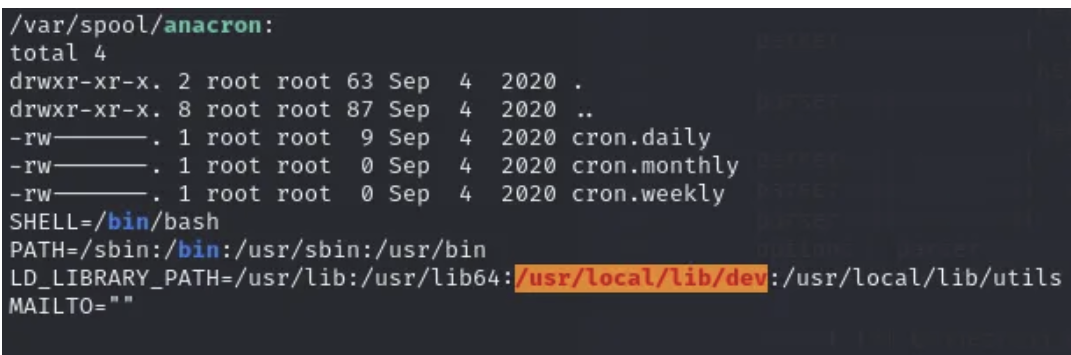 /var/spool/anacron:
total 4
drwxr-xr-x. 2 root root 63 Sep  4  2020 .
drwxr-xr-x. 8 root root 87 Sep  4  2020 ..
-rw-------. 1 root root  9 Sep  4  2020 cron.daily
-rw-------. 1 root root  0 Sep  4  2020 cron.monthly
-rw-------. 1 root root  0 Sep  4  2020 cron.weekly
SHELL=/bin/bash
PATH=/sbin:/bin:/usr/sbin:/usr/bin
LD_LIBRARY_PATH=/usr/lib:/usr/lib64:/usr/local/lib/dev:/usr/local/lib/utils
MAILTO=""